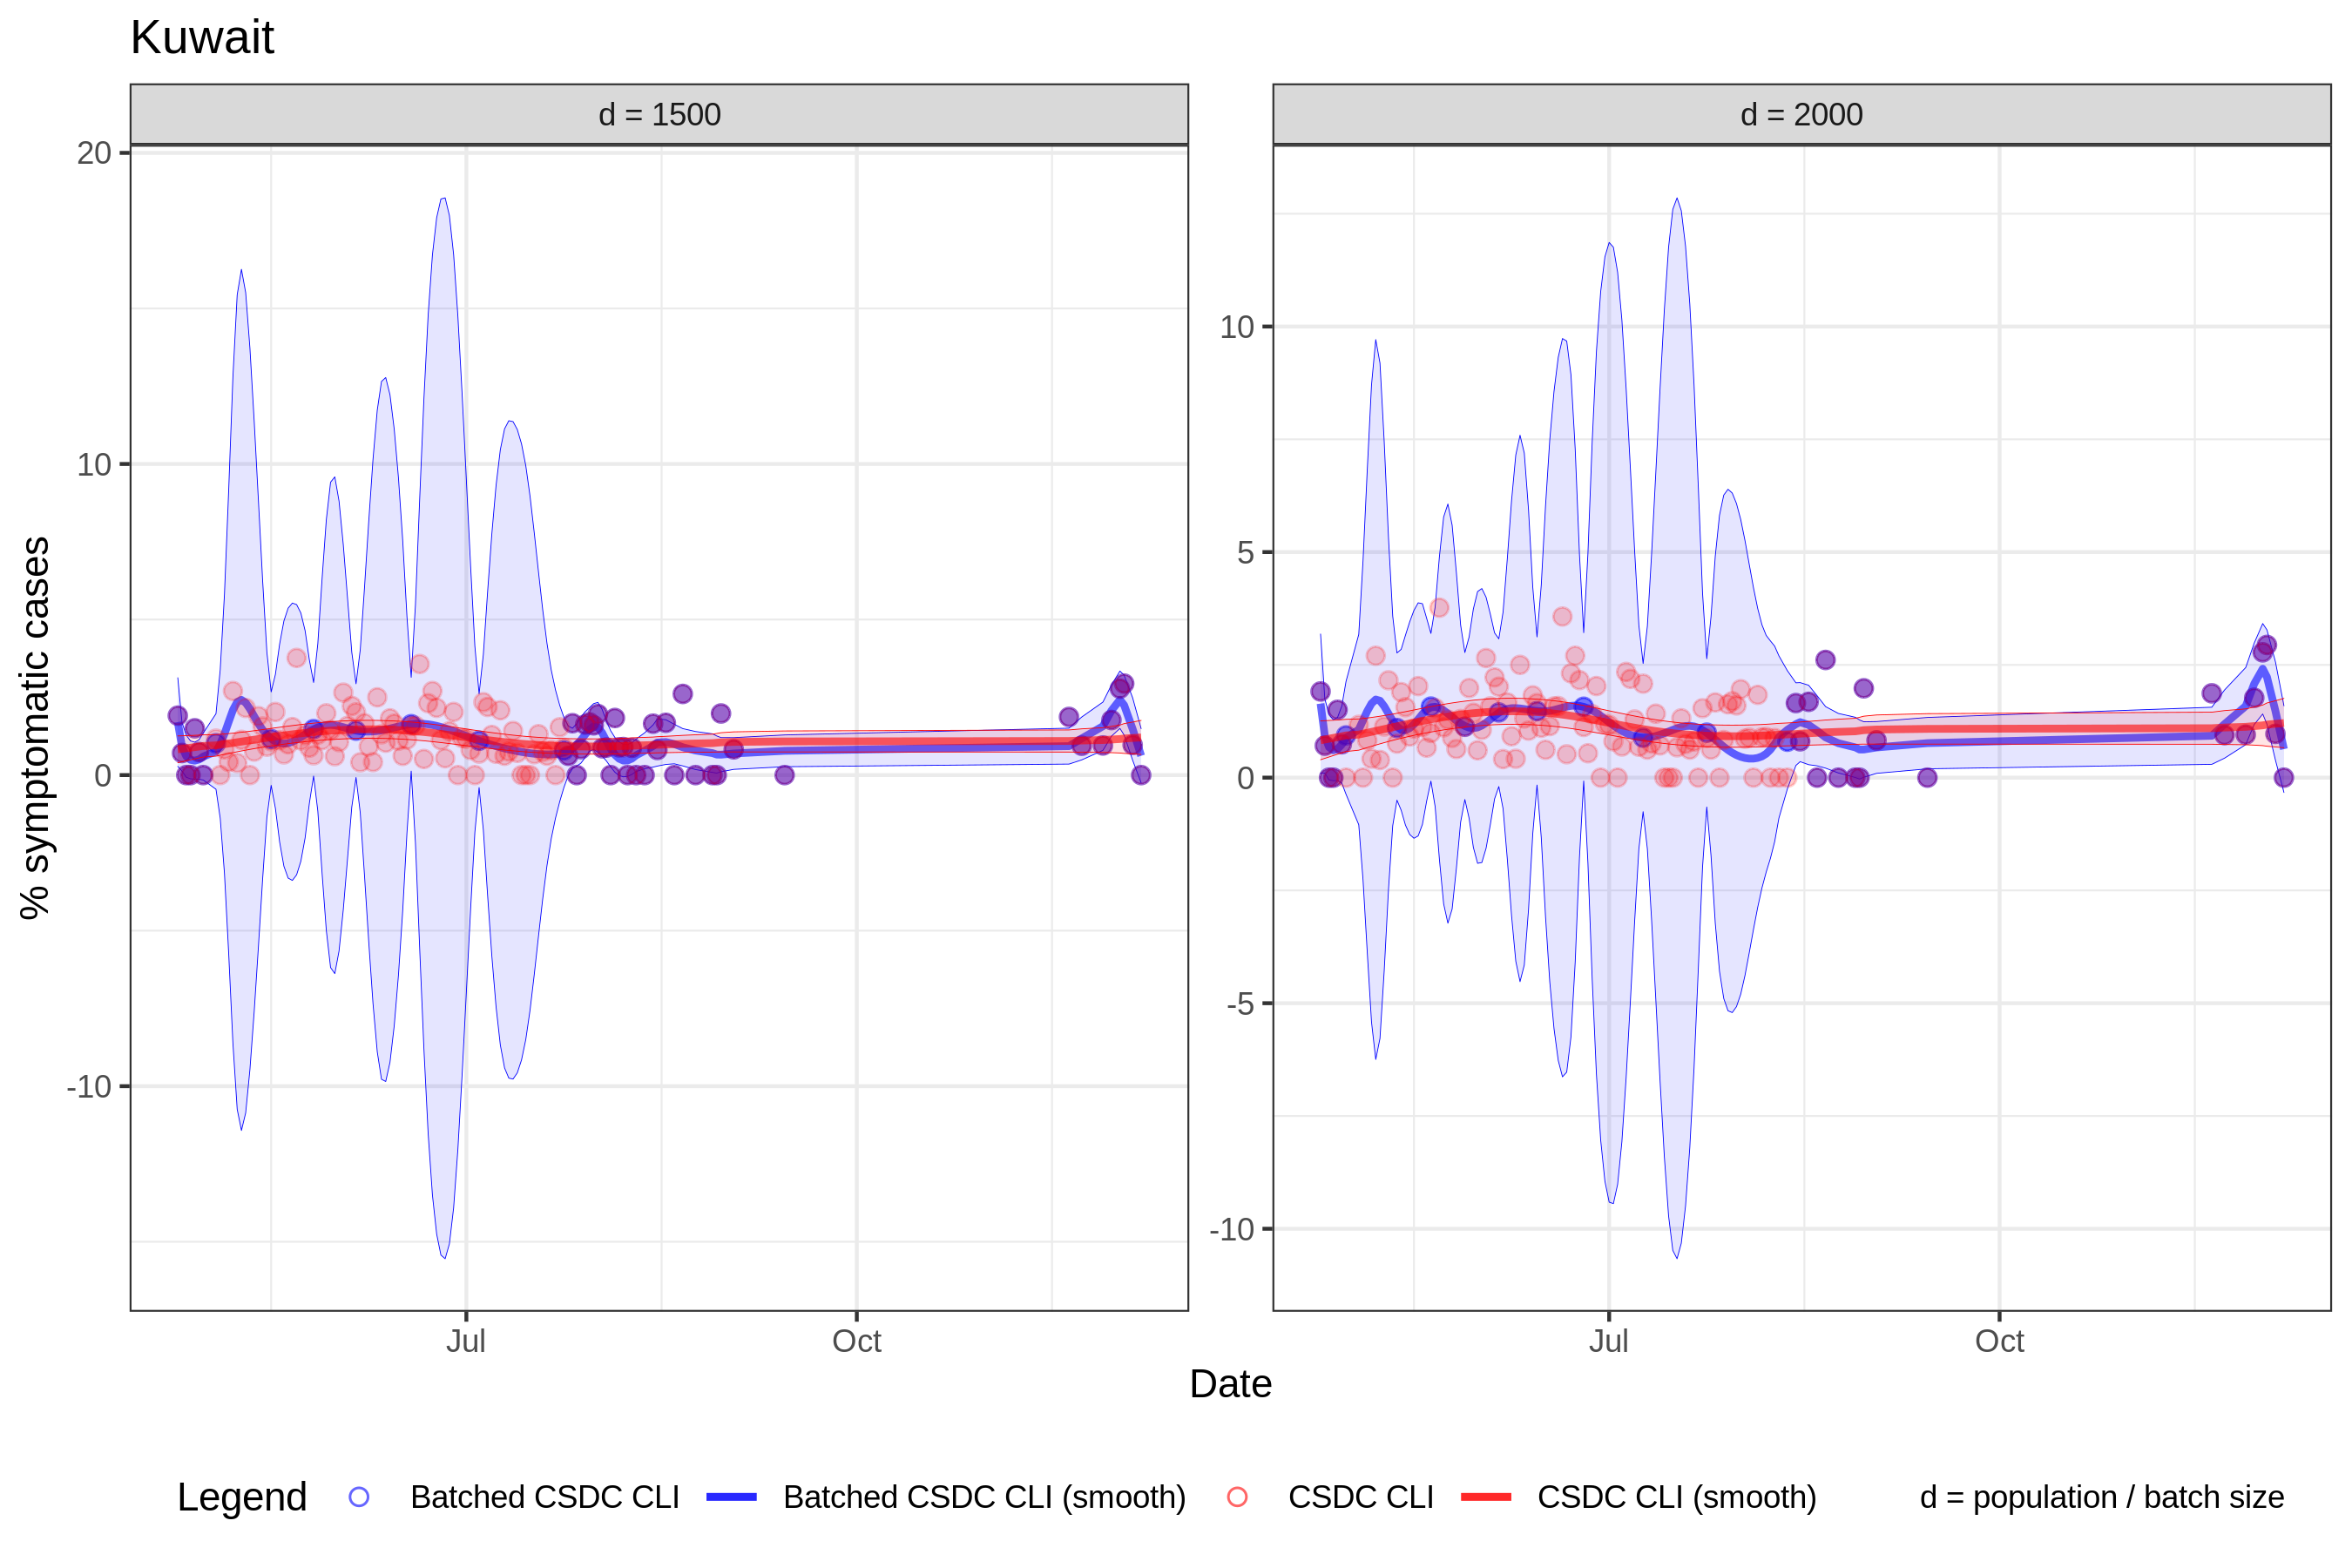 Kuwait
d = 1500
d = 2000
% symptomatic cases
20
10
0
-10
10
5
0
-5
-10
Jul
Oct
Jul
Oct
Date
Legend
Batched CSDC CLI
Batched CSDC CLI (smooth)
CSDC CLI
CSDC CLI (smooth)
d = population / batch size